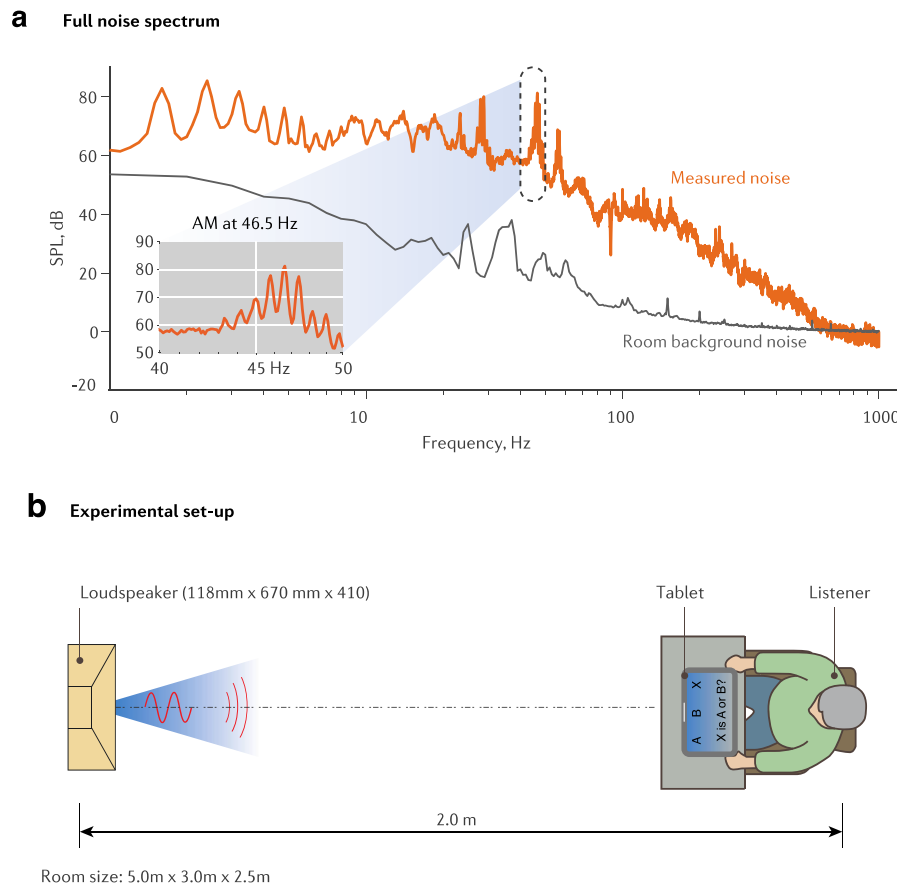 a Full noise spectrum
80
60
40
20
0
-20
SPL, dB
Measured noise
Room background noise
AM at 46.5 Hz
90
80
70
60
50
40 45 Hz 50
0 10 100 1000
Frequency, Hz
b Experimental set-up
Loudspeaker (118mm x 670 mm x 410)
Tablet
Listener
A B X
X is A or B?
2.0 m
Room size: 5.0m x 3.0m x 2.5m